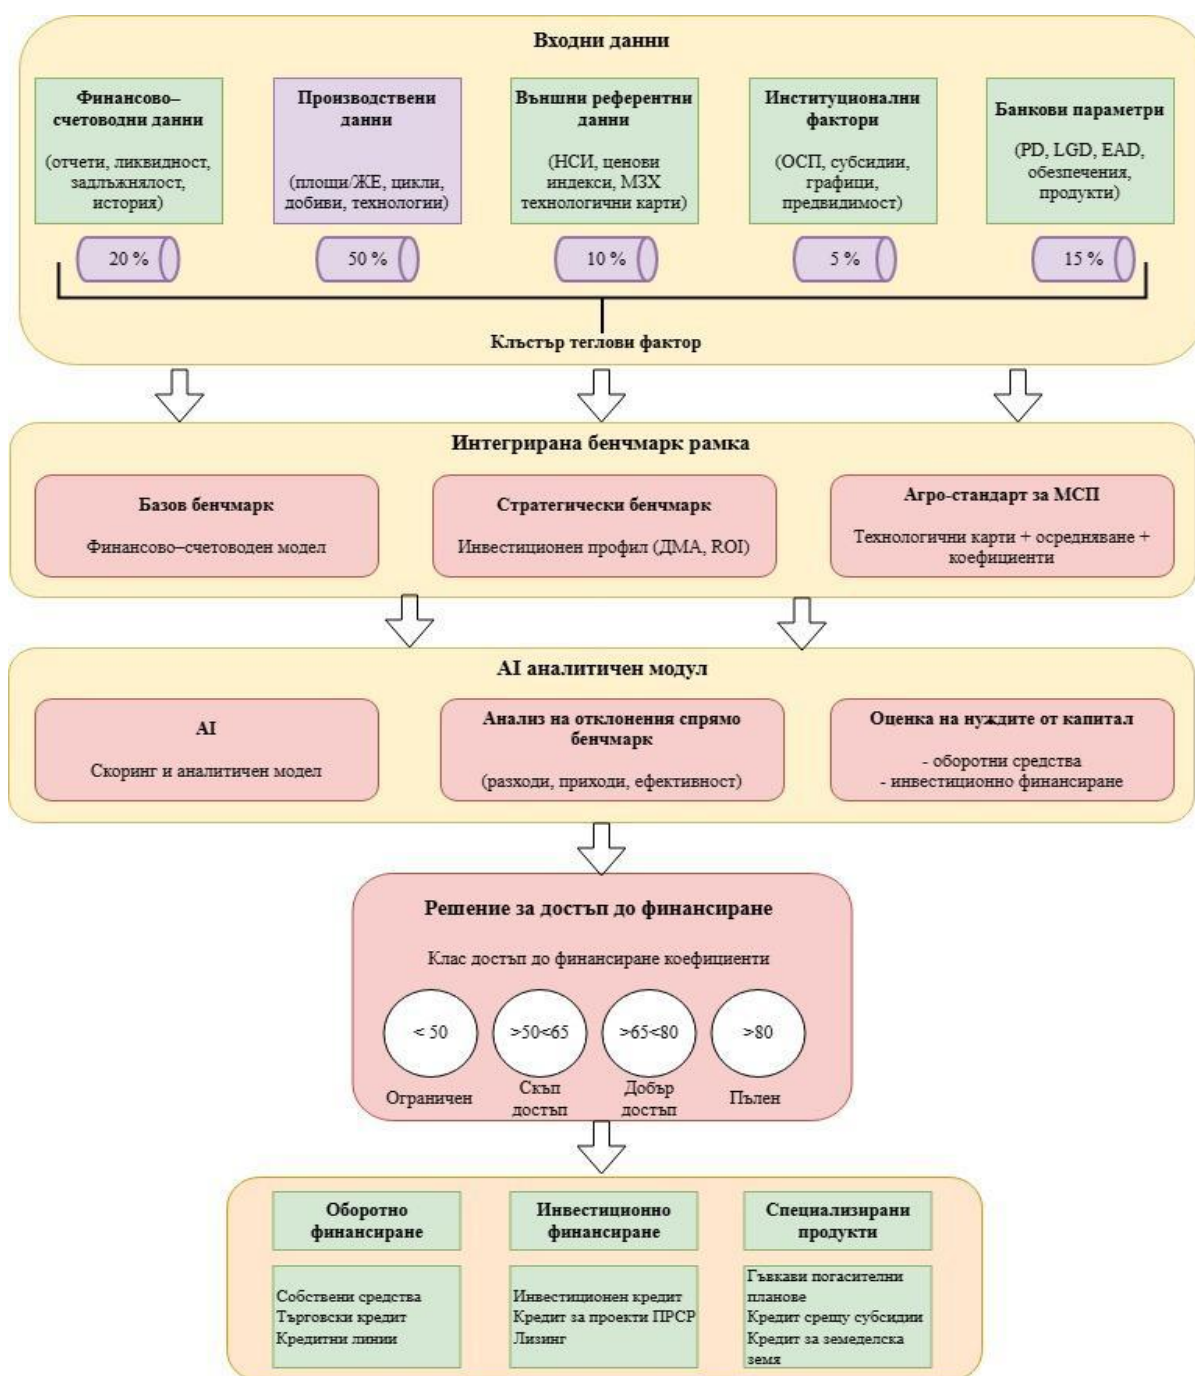 Входни данни
Финансово–
счетоводни данни
(отчети, ликвидност,
задлъжнялост,
история)
Производствени
данни
(площи/ЖЕ, цикли,
добиви, технологии)
Външни референтни
данни
(НСИ, ценови
индекси, МЗХ
технологични карти)
Институционални
фактори
(ОСП, субсидии,
графици,
предвидимост)
Банкови параметри
(PD, LGD, EAD,
обезпечения,
продукти)
20 %
50 %
10 %
5 %
15 %
Клъстър теглови фактор
Интегрирана бенчмарк рамка
Базов бенчмарк
Финансово–счетоводен модел
Стратегически бенчмарк
Инвестиционен профил (ДМА, ROI)
Агро-стандарт за МСП
Технологични карти + осредняване +
коефициенти
AI аналитичен модул
AI
Скоринг и аналитичен модел
Анализ на отклонения спрямо
бенчмарк
(разходи, приходи, ефективност)
Оценка на нуждите от капитал
- оборотни средства
- инвестиционно финансиране
Решение за достъп до финансиране
Клас достъп до финансиране коефициенти
< 50
>50<65
>65<80
>80
Ограничен
Скъп
достъп
Добър
достъп
Пълен
Оборотно
финансиране
Инвестиционно
финансиране
Специализирани
продукти
Собствени средства
Търговски кредит
Кредитни линии
Инвестиционен кредит
Кредит за проекти ПРСР
Лизинг
Гъвкави погасителни
планове
Кредит срещу субсидии
Кредит за земеделска
земя